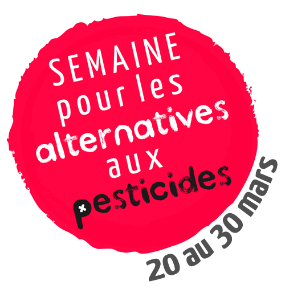 SEMAINE
pour les
alternatives
aux
pesticides
20 au 30 mars